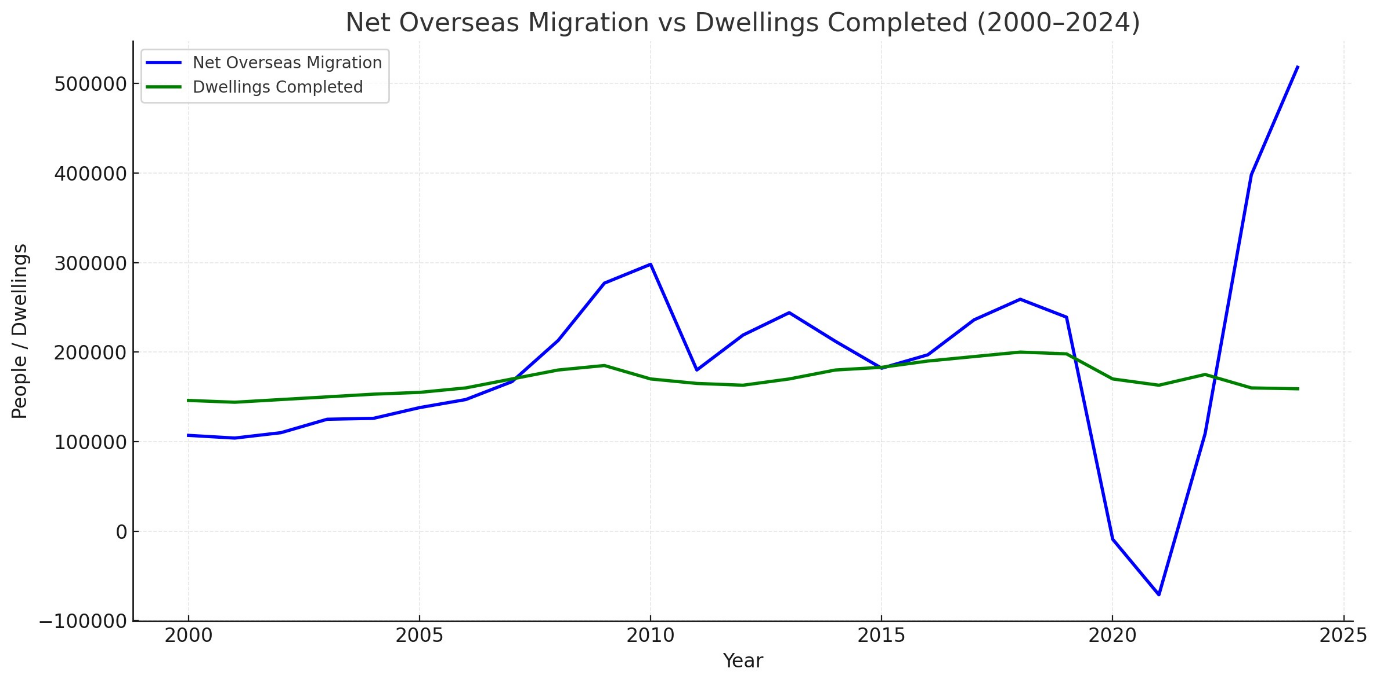 Net Overseas Migration vs Dwellings Completed (2000–2024)
Net Overseas Migration
Dwellings Completed
500000
400000
300000
200000
100000
0
−100000
People / Dwellings
2000 2005 2010 2015 2020 2025
Year